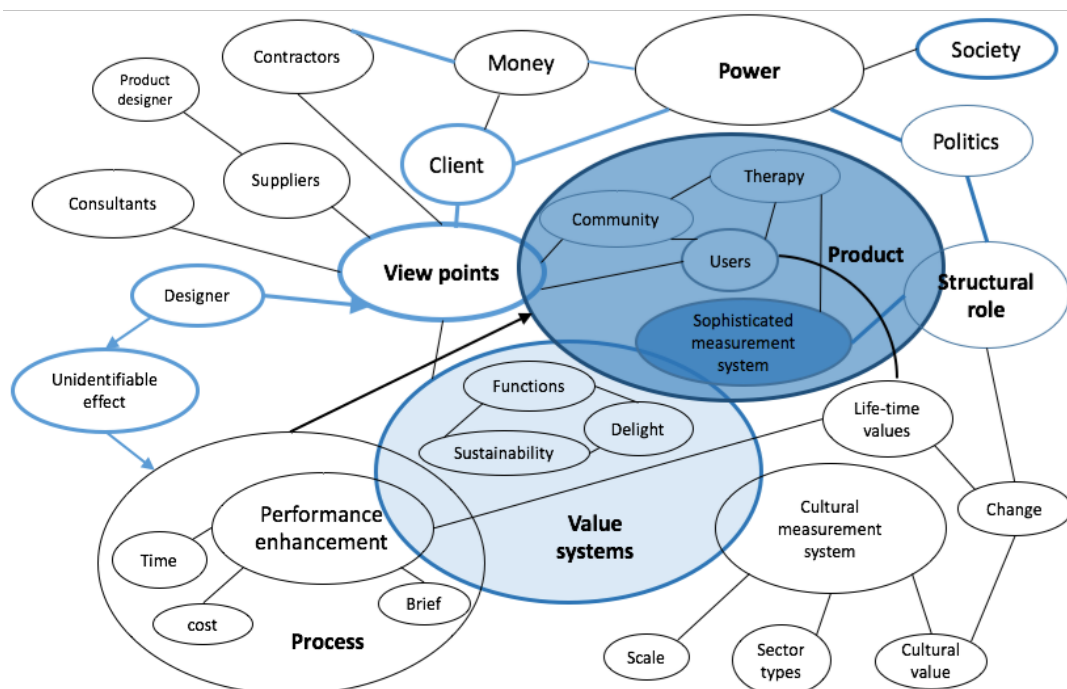 Contractors
Money
Power
Society
Product
designer
Client
Politics
Suppliers
Therapy
Consultants
Community
View points
Users
Product
Structural
role
Designer
Sophisticated
measurement
system
Unidentifiable
effect
Functions
Delight
Life-time
values
Sustainability
Performance
enhancement
Value
systems
Cultural
measurement
system
Change
Time
cost
Brief
Process
Scale
Sector
types
Cultural
value